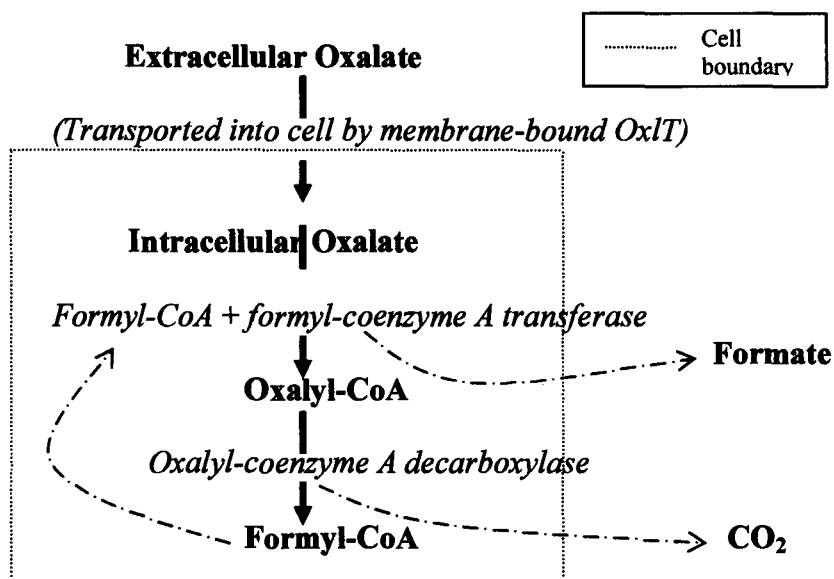 Cell
boundary
Extracellular Oxalate
(Transported into cell by membrane-bound OxlT)
Intracellular Oxalate
Formyl-CoA + formyl-coenzyme A transferase
Formate
Oxalyl-CoA
Oxalyl-coenzyme A decarboxylase
Formyl-CoA
CO₂